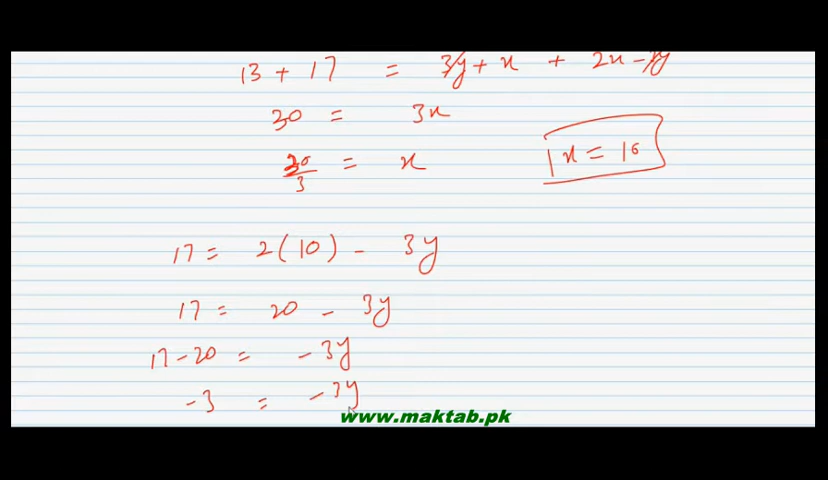 13 + 17 = 3y + x + 2x - 3y
30 = 3x
30/3 = x
x = 10
17 = 2(10) - 3y
17 = 20 - 3y
17 - 20 = - 3y
-3 = - 3y
www.maktab.pk